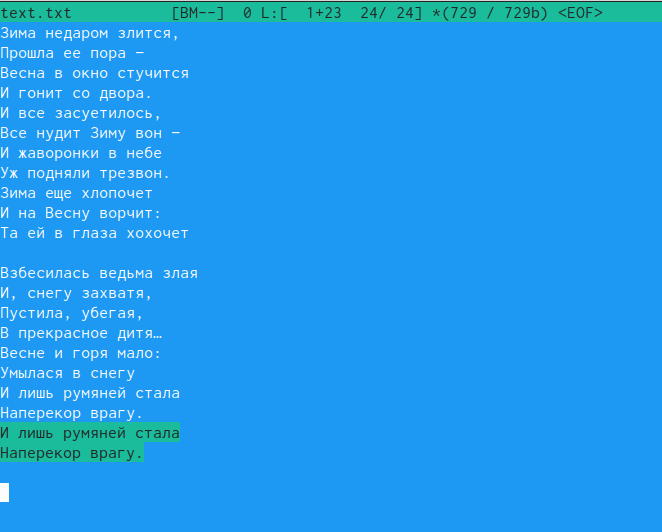 text.txt [BM--] 0 L:[ 1+23 24/ 24] *(729 / 729b) <EOF>
Зима недаром злится,
Прошла ее пора –
Весна в окно стучится
И гонит со двора.
И все засуетилось,
Все нудит Зиму вон –
И жаворонки в небе
Уж подняли трезвон.
Зима еще хлопочет
И на Весну ворчит:
Та ей в глаза хохочет
Взбесилась ведьма злая
И, снегу захватя,
Пустила, убегая,
В прекрасное дитя…
Весне и горя мало:
Умылася в снегу
И лишь румяней стала
Наперекор врагу.
И лишь румяней стала
Наперекор врагу.